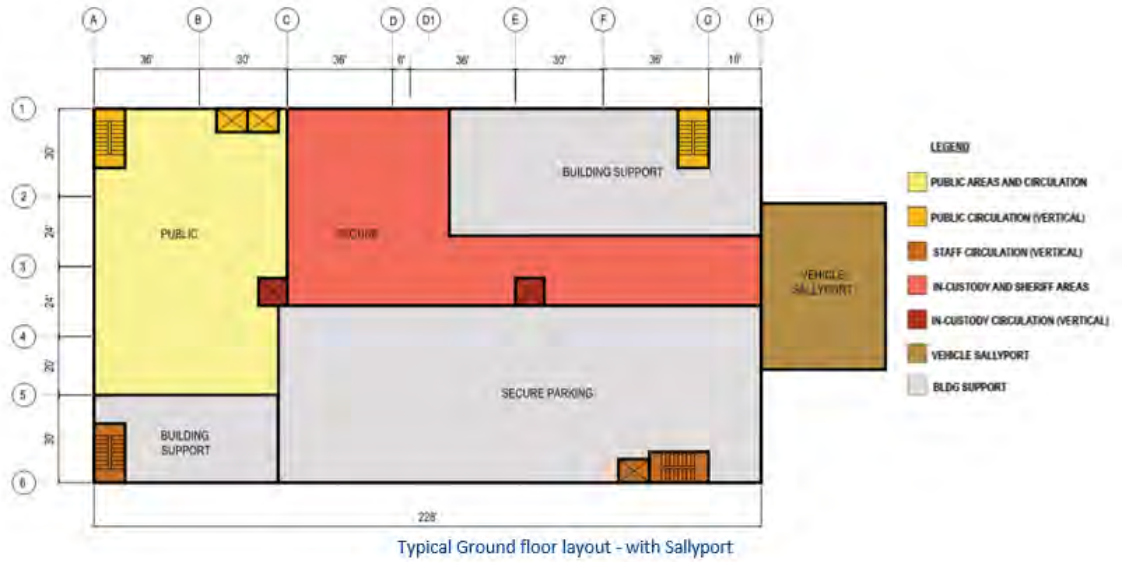 A B C D D1 E F G H
36' 30' 36' 6' 36' 30' 36' 18'
1
30'
2
24'
3
24'
4
20'
5
30'
6
BUILDING SUPPORT
PUBLIC
SECURE
VEHICLE
SALLYPORT
SECURE PARKING
BUILDING
SUPPORT
228'
LEGEND
PUBLIC AREAS AND CIRCULATION
PUBLIC CIRCULATION (VERTICAL)
STAFF CIRCULATION (VERTICAL)
IN-CUSTODY AND SHERIFF AREAS
IN-CUSTODY CIRCULATION (VERTICAL)
VEHICLE SALLYPORT
BLDG SUPPORT
Typical Ground floor layout - with Sallyport